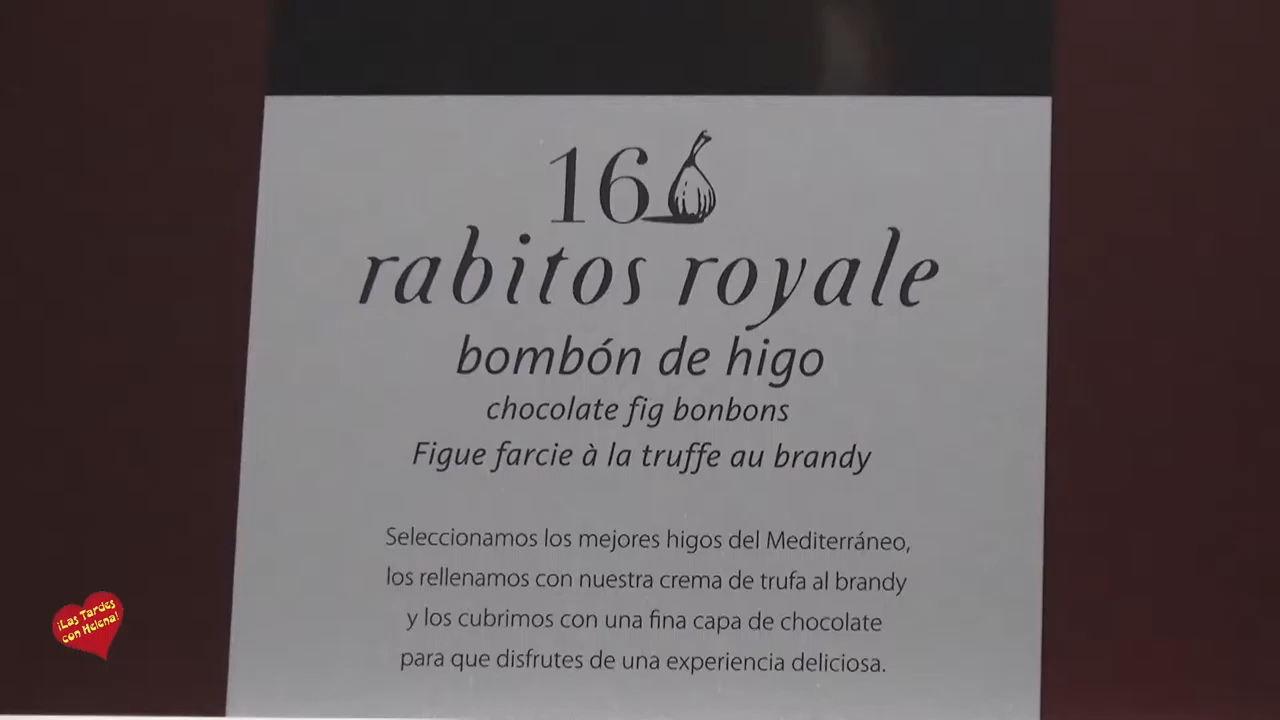 16
rabitos royale
bombón de higo
chocolate fig bonbons
Figue farcie à la truffe au brandy
Seleccionamos los mejores higos del Mediterráneo,
los rellenamos con nuestra crema de trufa al brandy
y los cubrimos con una fina capa de chocolate
para que disfrutes de una experiencia deliciosa.
¡Las Tardes
con Helena!